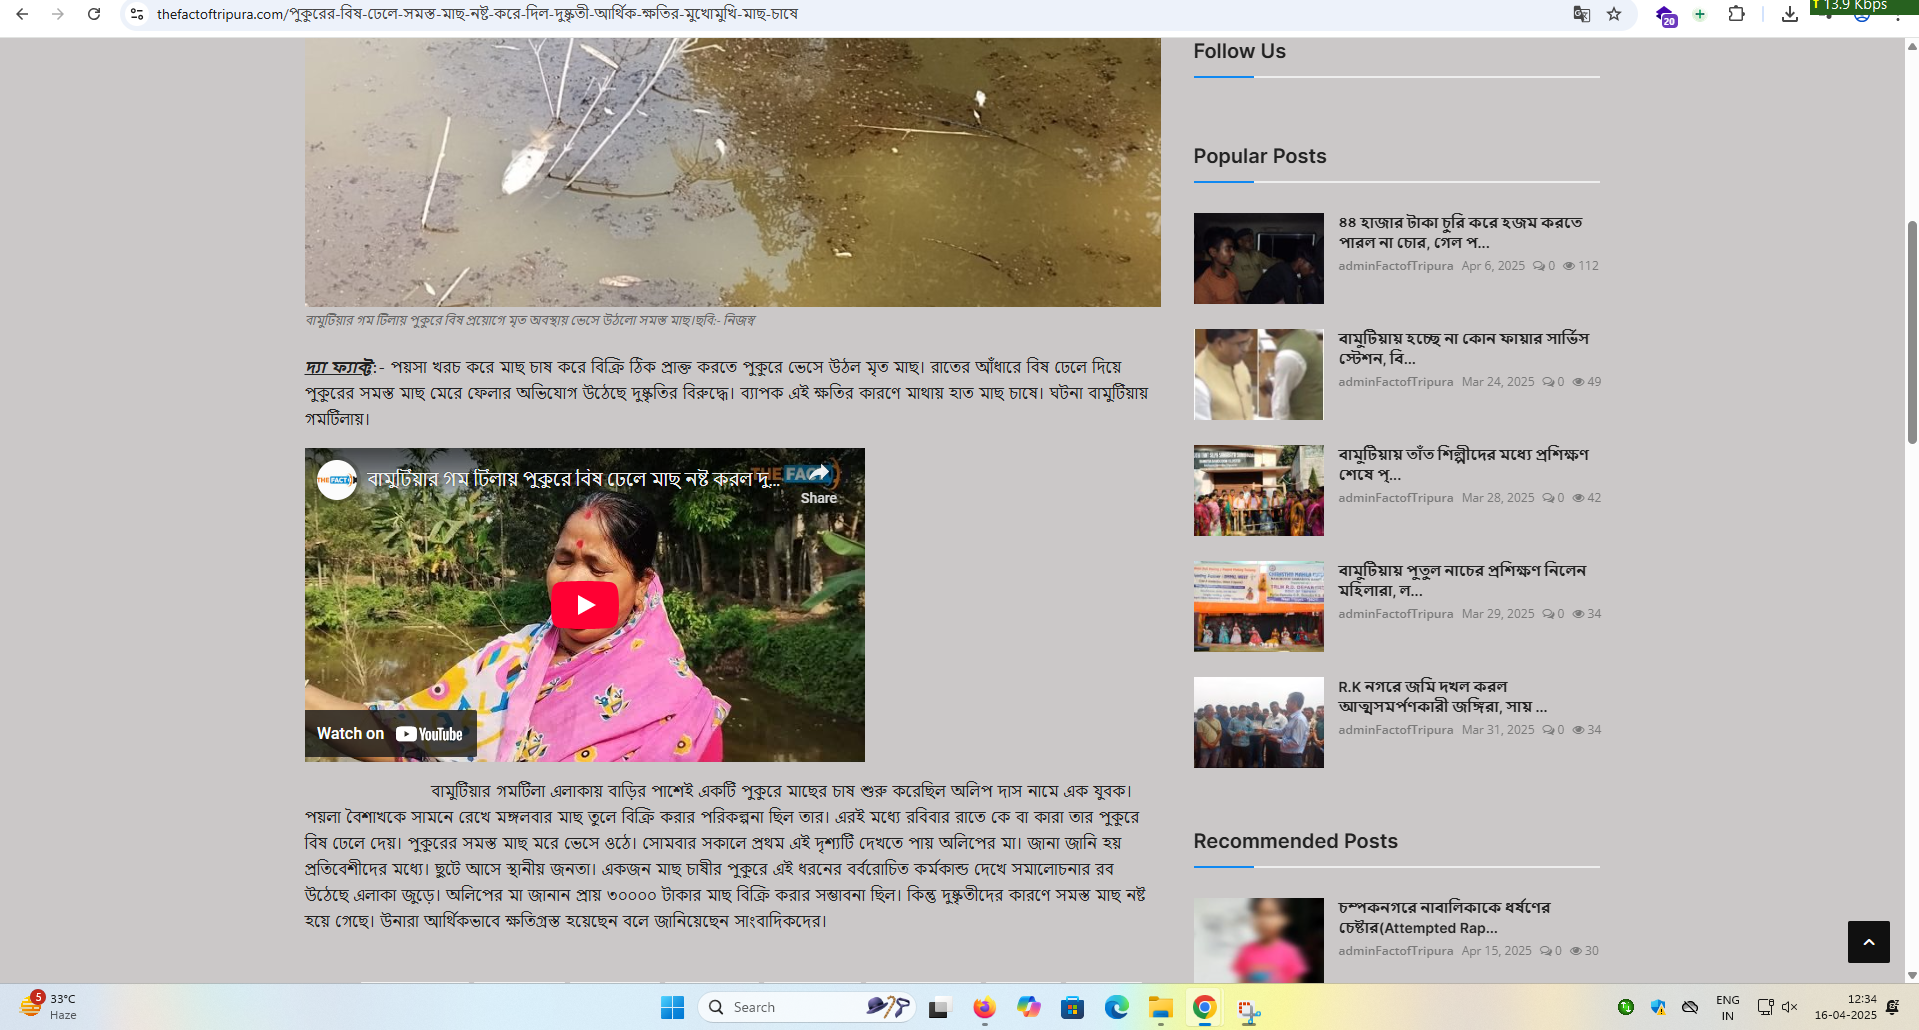 thefactoftripura.com/পুকুরের-বিষ-ঢেলে-সমস্ত-মাছ-নষ্ট-করে-দিল-দুষ্কৃতী-আর্থিক-ক্ষতির-মুখোমুখি-মাছ-চাষে
20
13.9 Kbps
বামুটিয়ার গম টিলায় পুকুরে বিষ প্রয়োগে মৃত অবস্থায় ভেসে উঠলো সমস্ত মাছ।ছবি:- নিজস্ব
দ্যা ফ্যাক্ট:- পয়সা খরচ করে মাছ চাষ করে বিক্রি ঠিক প্রাক্ত করতে পুকুরে ভেসে উঠল মৃত মাছ। রাতের আঁধারে বিষ ঢেলে দিয়ে
পুকুরের সমস্ত মাছ মেরে ফেলার অভিযোগ উঠেছে দুষ্কৃতির বিরুদ্ধে। ব্যাপক এই ক্ষতির কারণে মাথায় হাত মাছ চাষে। ঘটনা বামুটিয়ায়
গমটিলায়।
THE FACT
বামুটিয়ার গম টিলায় পুকুরে বিষ ঢেলে মাছ নষ্ট করল দু...
THE FACT
Share
Watch on YouTube
বামুটিয়ার গমটিলা এলাকায় বাড়ির পাশেই একটি পুকুরে মাছের চাষ শুরু করেছিল অলিপ দাস নামে এক যুবক।
পয়লা বৈশাখকে সামনে রেখে মঙ্গলবার মাছ তুলে বিক্রি করার পরিকল্পনা ছিল তার। এরই মধ্যে রবিবার রাতে কে বা কারা তার পুকুরে
বিষ ঢেলে দেয়। পুকুরের সমস্ত মাছ মরে ভেসে ওঠে। সোমবার সকালে প্রথম এই দৃশ্যটি দেখতে পায় অলিপের মা। জানা জানি হয়
প্রতিবেশীদের মধ্যে। ছুটে আসে স্থানীয় জনতা। একজন মাছ চাষীর পুকুরে এই ধরনের বর্বরোচিত কর্মকান্ড দেখে সমালোচনার রব
উঠেছে এলাকা জুড়ে। অলিপের মা জানান প্রায় ৩০০০০ টাকার মাছ বিক্রি করার সম্ভাবনা ছিল। কিন্তু দুষ্কৃতীদের কারণে সমস্ত মাছ নষ্ট
হয়ে গেছে। উনারা আর্থিকভাবে ক্ষতিগ্রস্ত হয়েছেন বলে জানিয়েছেন সাংবাদিকদের।
Follow Us
Popular Posts
৪৪ হাজার টাকা চুরি করে হজম করতে
পারল না চোর, গেল প...
adminFactofTripura Apr 6, 2025 0 112
বামুটিয়ায় হচ্ছে না কোন ফায়ার সার্ভিস
স্টেশন, বি...
adminFactofTripura Mar 24, 2025 0 49
বামুটিয়ায় তাঁত শিল্পীদের মধ্যে প্রশিক্ষণ
শেষে প্...
adminFactofTripura Mar 28, 2025 0 42
বামুটিয়ায় পুতুল নাচের প্রশিক্ষণ নিলেন
মহিলারা, ল...
adminFactofTripura Mar 29, 2025 0 34
R.K নগরে জমি দখল করল
আত্মসমর্পণকারী জঙ্গিরা, সায় ...
adminFactofTripura Mar 31, 2025 0 34
Recommended Posts
চম্পকনগরে নাবালিকাকে ধর্ষণের
চেষ্টার(Attempted Rap...
adminFactofTripura Apr 15, 2025 0 30
5
33°C
Haze
Search
ENG
IN
12:34
16-04-2025